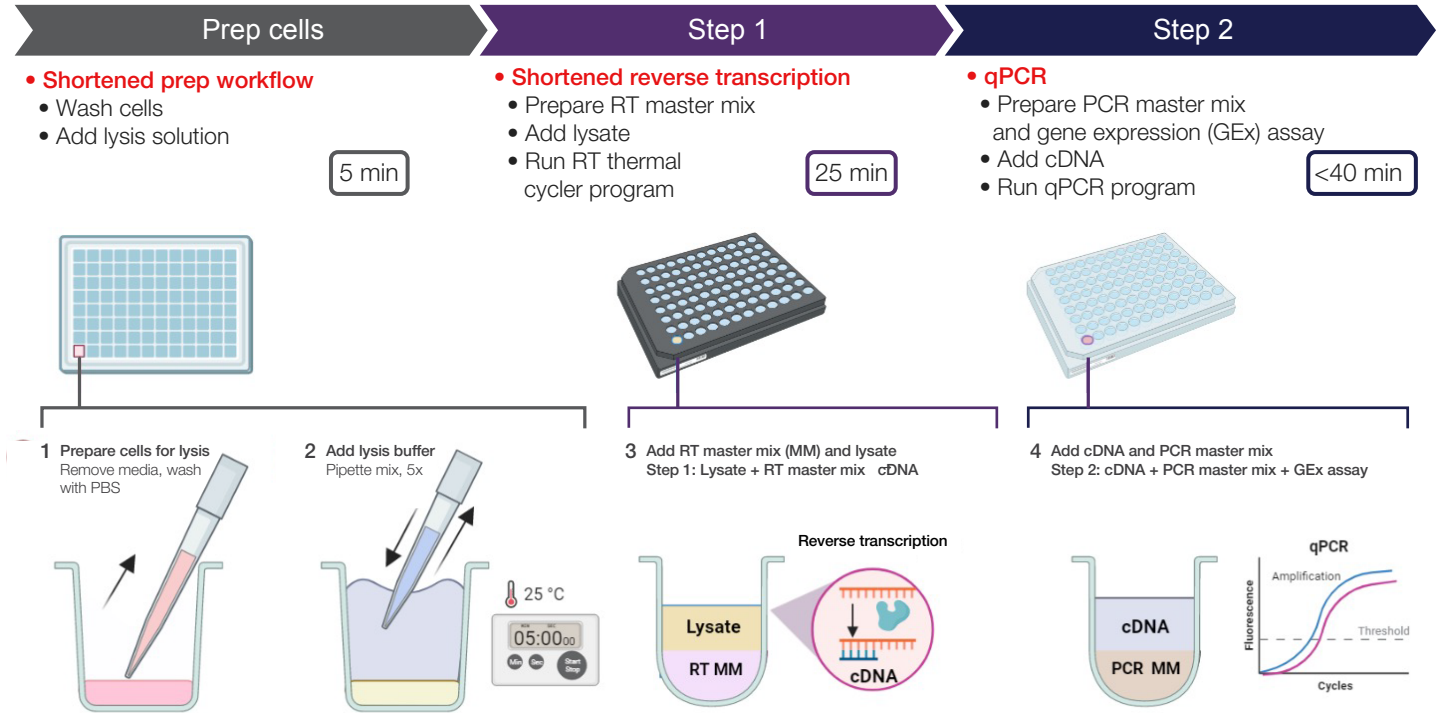 Prep cells
Step 1
Step 2
• Shortened prep workflow
• Wash cells
• Add lysis solution
5 min
• Shortened reverse transcription
• Prepare RT master mix
• Add lysate
• Run RT thermal
cycler program
25 min
• qPCR
• Prepare PCR master mix
and gene expression (GEx) assay
• Add cDNA
• Run qPCR program
<40 min
1 Prepare cells for lysis
Remove media, wash
with PBS
2 Add lysis buffer
Pipette mix, 5x
25 °C
05:0000
Min
Sec
Start
Stop
3 Add RT master mix (MM) and lysate
Step 1: Lysate + RT master mix cDNA
Reverse transcription
Lysate
RT MM
cDNA
4 Add cDNA and PCR master mix
Step 2: cDNA + PCR master mix + GEx assay
cDNA
PCR MM
qPCR
Amplification
Threshold
Fluorescence
Cycles